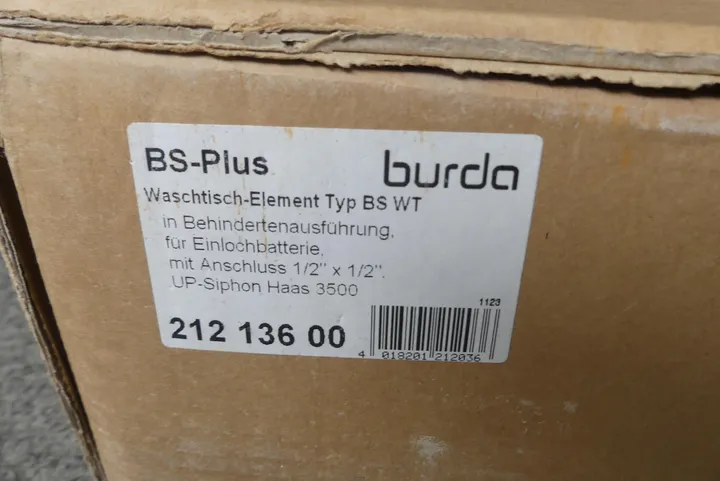 BS-Plus burda
Waschtisch-Element Typ BS WT
in Behindertenausführung,
für Einlochbatterie,
mit Anschluss 1/2" x 1/2",
UP-Siphon Haas 3500
1123
212 136 00
4 018201 212036